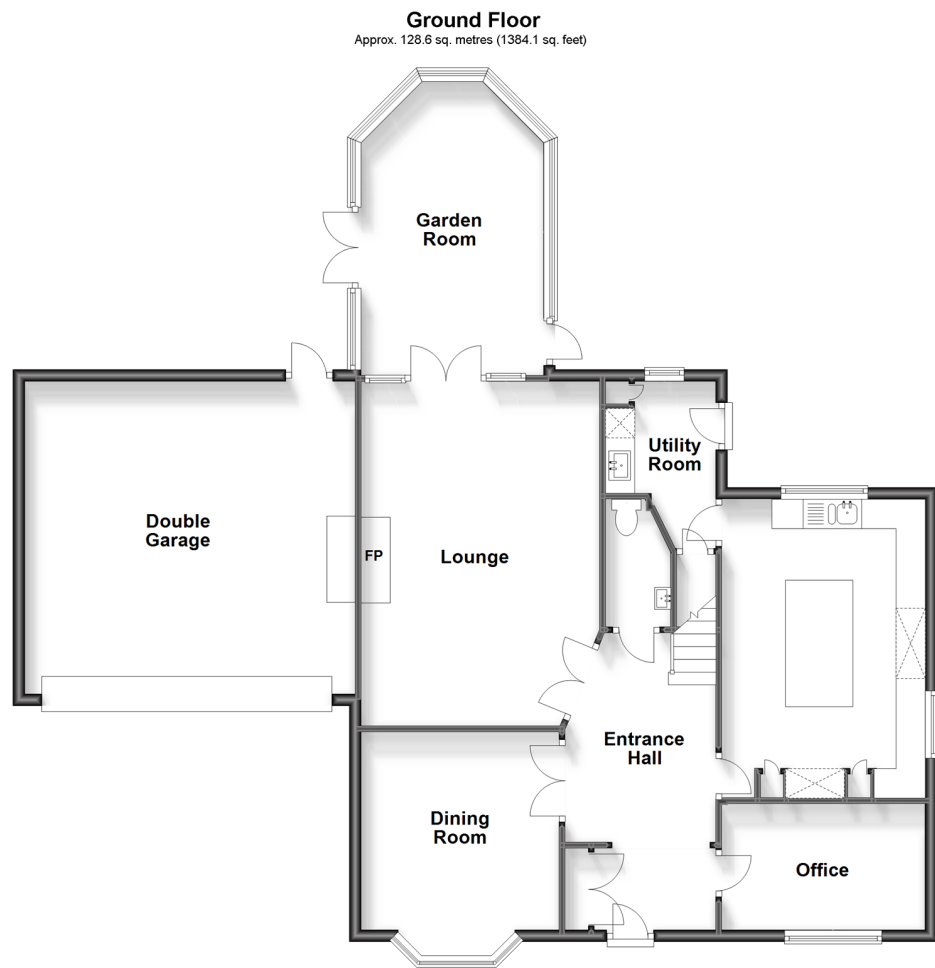 Ground Floor
Approx. 128.6 sq. metres (1384.1 sq. feet)
Garden
Room
Utility
Room
Double
Garage
FP
Lounge
Entrance
Hall
Dining
Room
Office